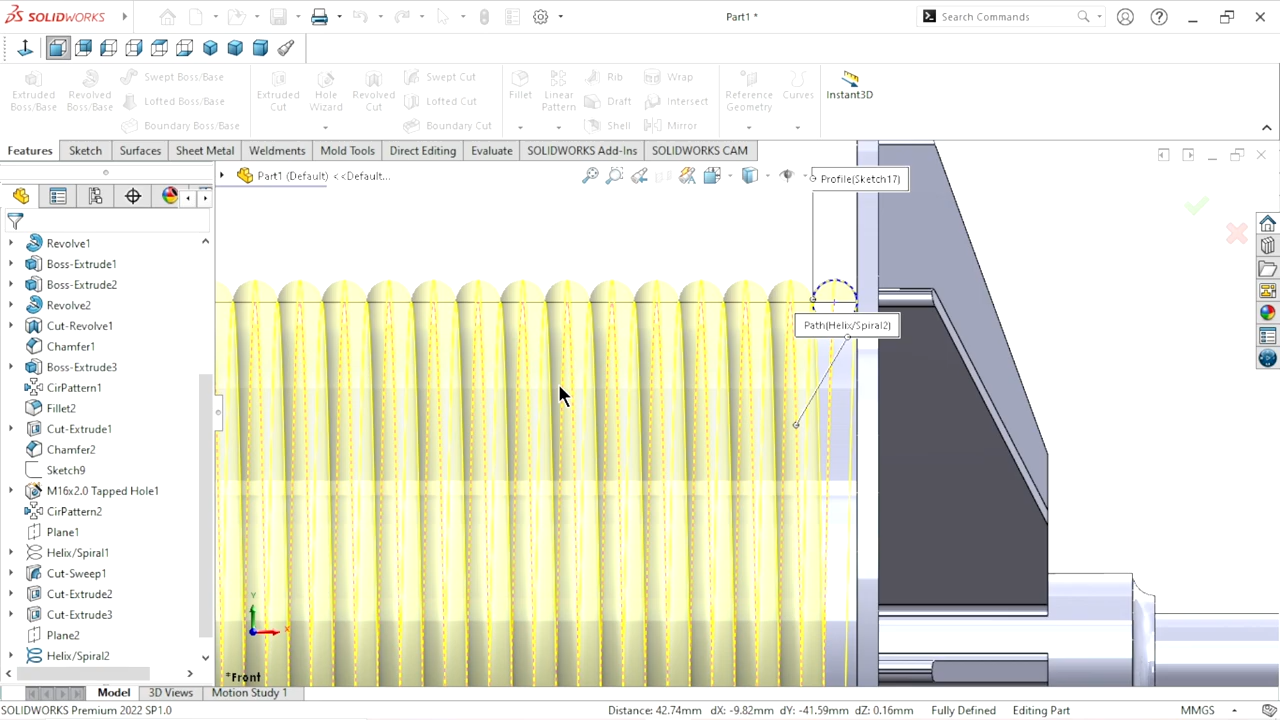 SOLIDWORKS
Part1 *
Search Commands
Extruded Boss/Base
Revolved Boss/Base
Swept Boss/Base
Lofted Boss/Base
Boundary Boss/Base
Extruded Cut
Hole Wizard
Revolved Cut
Swept Cut
Lofted Cut
Boundary Cut
Fillet
Linear Pattern
Rib
Draft
Shell
Wrap
Intersect
Mirror
Reference Geometry
Curves
Instant3D
Features
Sketch
Surfaces
Sheet Metal
Weldments
Mold Tools
Direct Editing
Evaluate
SOLIDWORKS Add-Ins
SOLIDWORKS CAM
Part1 (Default) <<Default...
Profile(Sketch17)
Path(Helix/Spiral2)
Revolve1
Boss-Extrude1
Boss-Extrude2
Revolve2
Cut-Revolve1
Chamfer1
Boss-Extrude3
CirPattern1
Fillet2
Cut-Extrude1
Chamfer2
Sketch9
M16x2.0 Tapped Hole1
CirPattern2
Plane1
Helix/Spiral1
Cut-Sweep1
Cut-Extrude2
Cut-Extrude3
Plane2
Helix/Spiral2
Y
X
*Front
Model
3D Views
Motion Study 1
SOLIDWORKS Premium 2022 SP1.0
Distance: 42.74mm dX: -9.82mm dY: -41.59mm dZ: 0.16mm
Fully Defined
Editing Part
MMGS